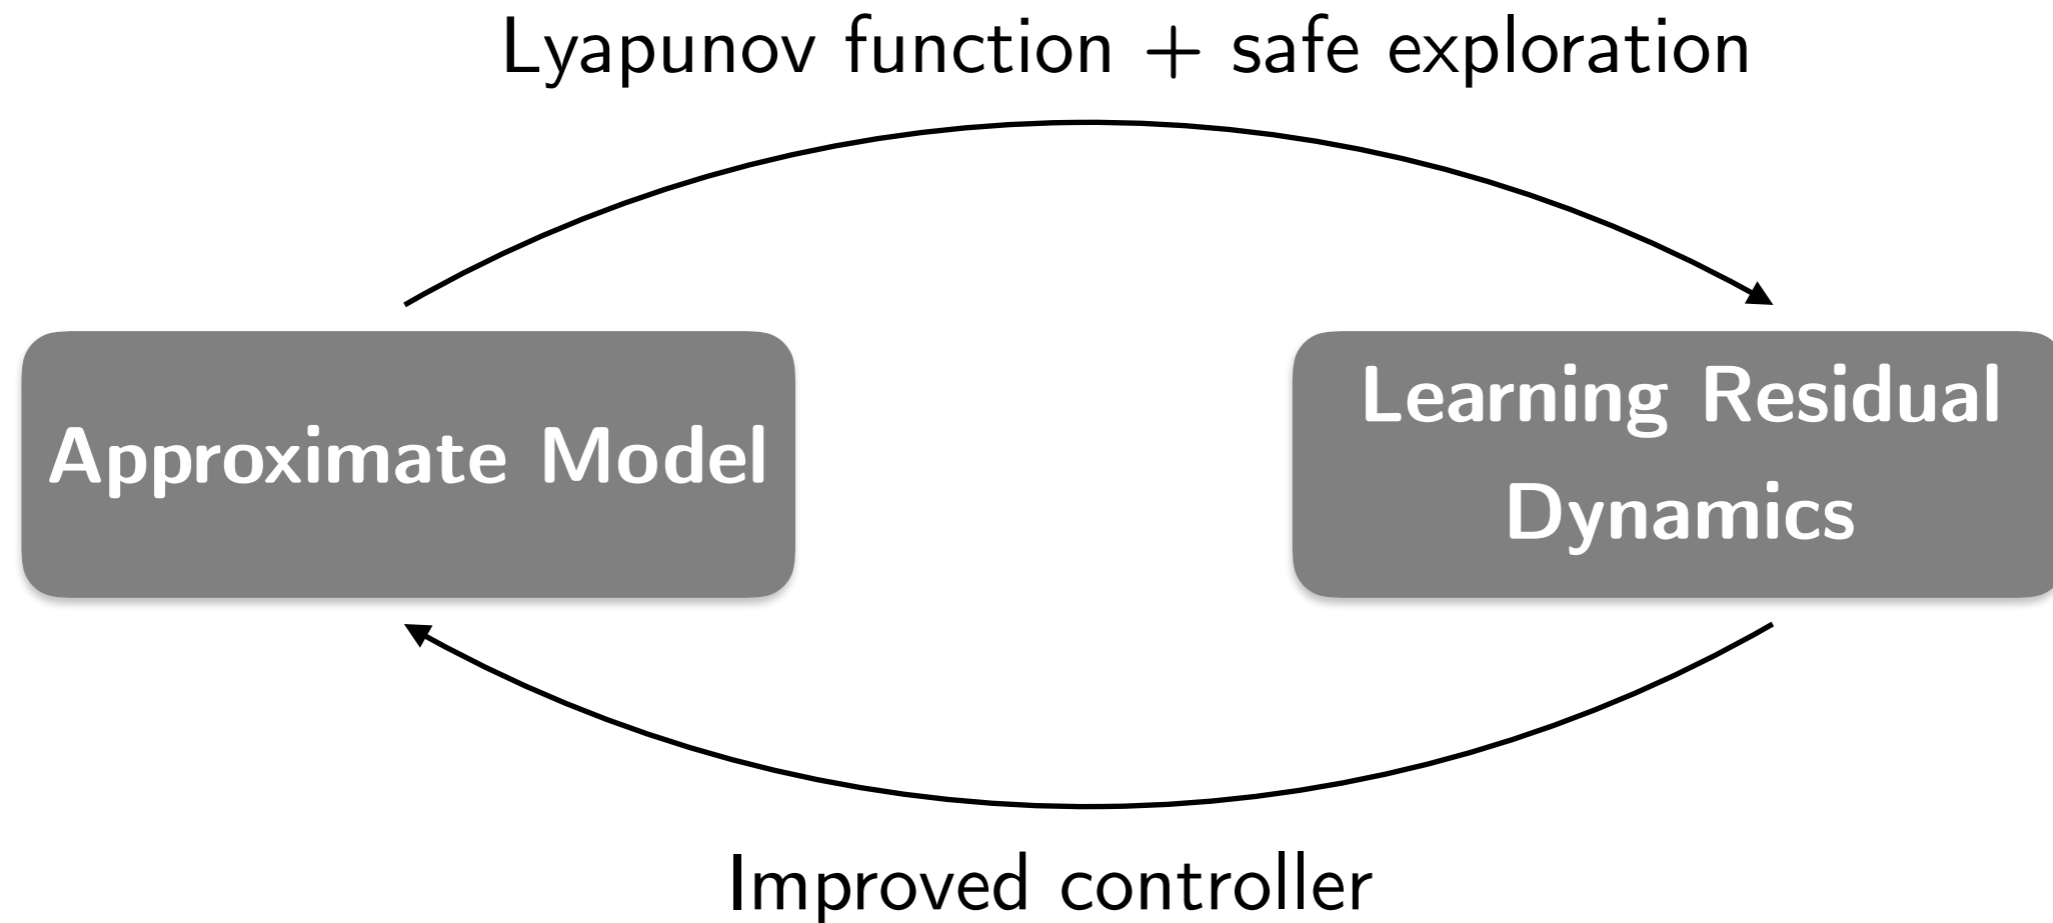 Lyapunov function + safe exploration
Approximate Model
Learning Residual
Dynamics
Improved controller